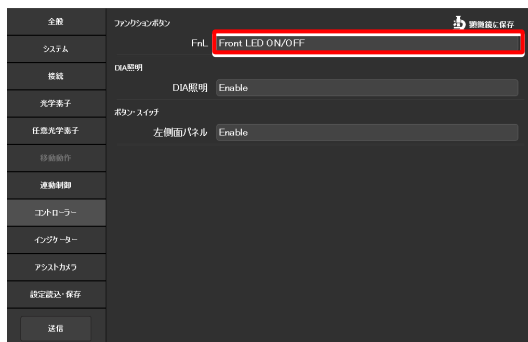 全般
システム
接続
光学素子
任意光学素子
移動動作
連動制御
コントローラー
インジケーター
アシストカメラ
設定読込・保存
送信
ファンクションボタン
顕微鏡に保存
FnL Front LED ON/OFF
DIA照明
DIA照明 Enable
ボタン・スイッチ
左側面パネル Enable